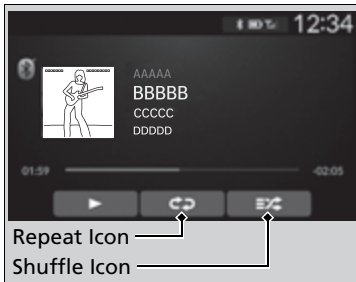 12:34
AAAAA
BBBBB
CCCCC
DDDDD
01:59
-02:05
Repeat Icon
Shuffle Icon